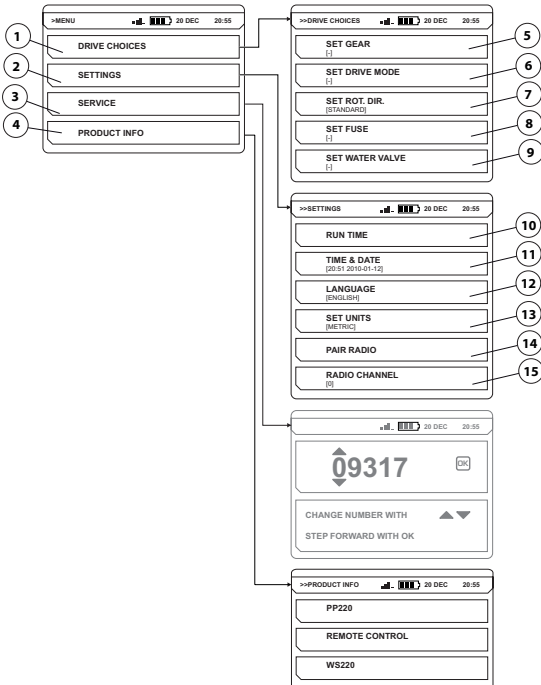 >MENU 20 DEC 20:55
1 DRIVE CHOICES
2 SETTINGS
3 SERVICE
4 PRODUCT INFO
>>DRIVE CHOICES 20 DEC 20:55
SET GEAR 5
[-]
SET DRIVE MODE 6
[-]
SET ROT. DIR. 7
[STANDARD]
SET FUSE 8
[-]
SET WATER VALVE 9
[-]
>>SETTINGS 20 DEC 20:55
RUN TIME 10
TIME & DATE 11
[20:51 2010-01-12]
LANGUAGE 12
[ENGLISH]
SET UNITS 13
[METRIC]
PAIR RADIO 14
RADIO CHANNEL 15
[0]
20 DEC 20:55
09317 OK
CHANGE NUMBER WITH
STEP FORWARD WITH OK
>>PRODUCT INFO 20 DEC 20:55
PP220
REMOTE CONTROL
WS220